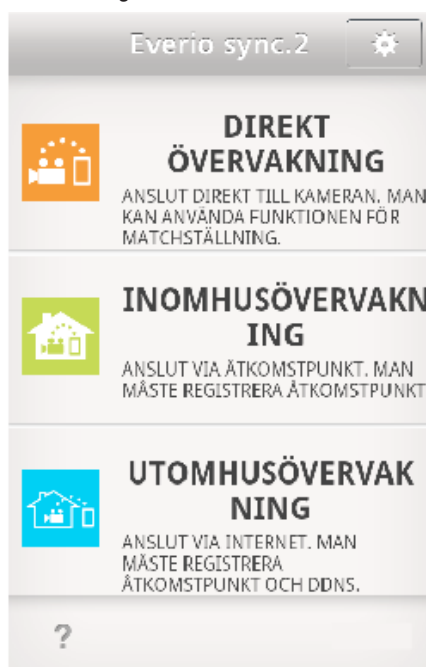 Everio sync.2
DIREKT
ÖVERVAKNING
ANSLUT DIREKT TILL KAMERAN. MAN
KAN ANVÄNDA FUNKTIONEN FÖR
MATCHSTÄLLNING.
INOMHUSÖVERVAKN
ING
ANSLUT VIA ÅTKOMSTPUNKT. MAN
MÅSTE REGISTRERA ÅTKOMSTPUNKT
UTOMHUSÖVERVAK
NING
ANSLUT VIA INTERNET. MAN
MÅSTE REGISTRERA
ÅTKOMSTPUNKT OCH DDNS.
?